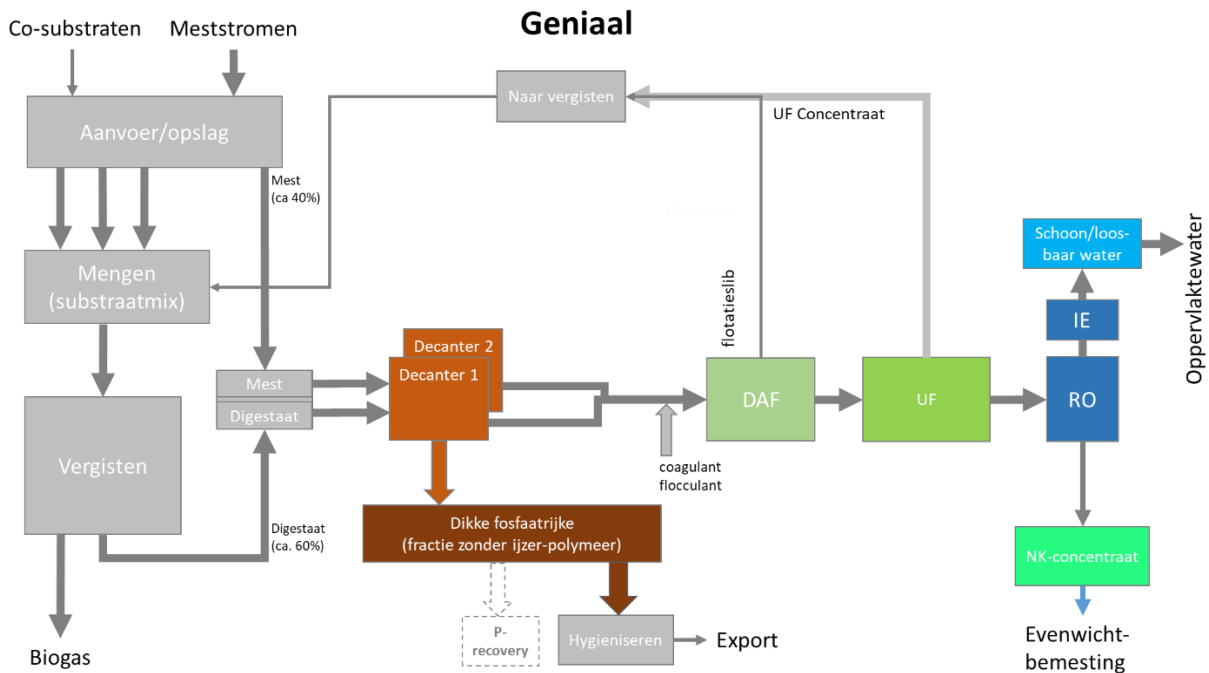 Geniaal
Co-substraten
Meststromen
Aanvoer/opslag
Naar vergisten
UF Concentraat
Mest
(ca 40%)
Mengen
(substraatmix)
Schoon/loos-
baar water
Oppervlaktewater
IE
flotatieslib
Decanter 2
Decanter 1
Mest
Digestaat
DAF
UF
RO
Vergisten
coagulant
flocculant
Digestaat
(ca. 60%)
Dikke fosfaatrijke
(fractie zonder ijzer-polymeer)
NK-concentraat
P-
recovery
Hygieniseren
Export
Biogas
Evenwicht-
bemesting